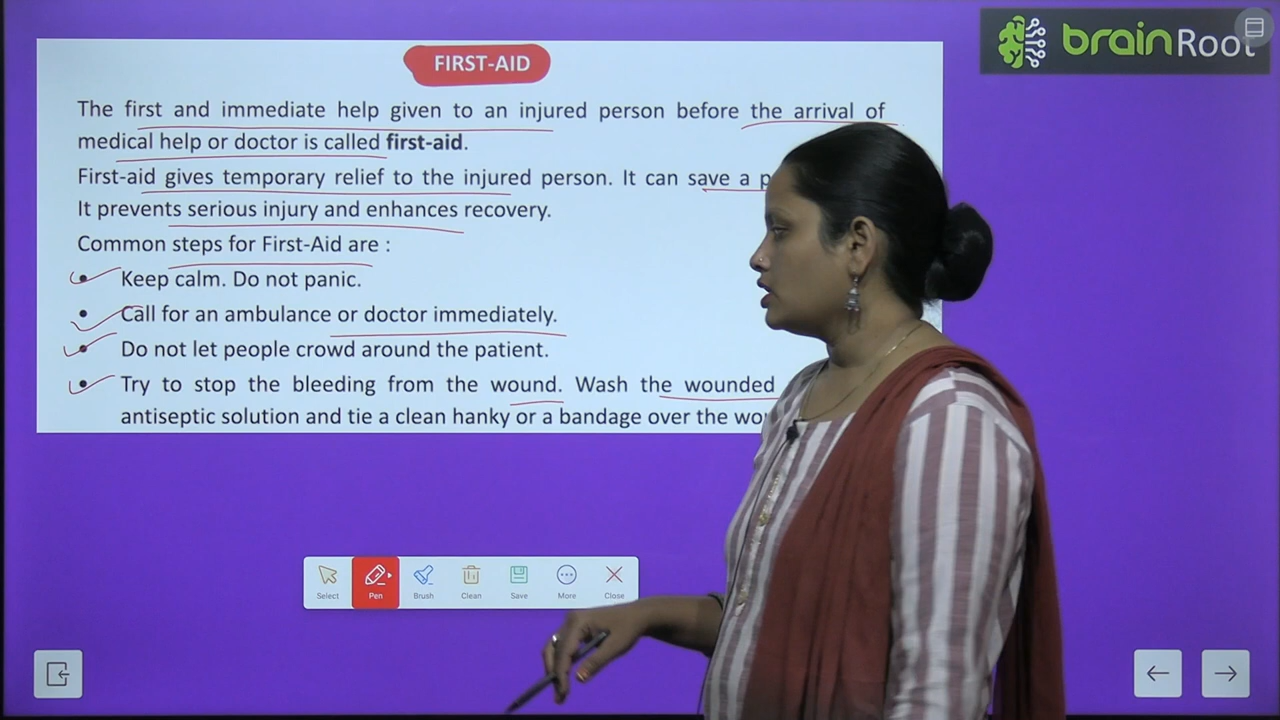 FIRST-AID
brainRoot
The first and immediate help given to an injured person before the arrival of
medical help or doctor is called first-aid.
First-aid gives temporary relief to the injured person. It can save a
It prevents serious injury and enhances recovery.
Common steps for First-Aid are :
• Keep calm. Do not panic.
• Call for an ambulance or doctor immediately.
• Do not let people crowd around the patient.
• Try to stop the bleeding from the wound. Wash the wounded
antiseptic solution and tie a clean hanky or a bandage over the
Select Pen Brush Clean Save More Close